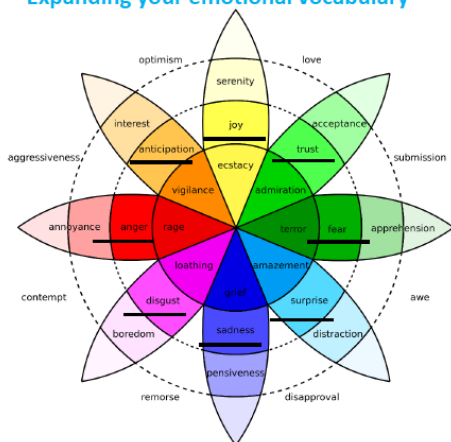 Expanding your emotional vocabulary
optimism
love
serenity
interest
joy
acceptance
anticipation
trust
aggressiveness
submission
ecstacy
vigilance
admiration
annoyance
anger
rage
terror
fear
apprehension
loathing
amazement
disgust
grief
surprise
contempt
awe
boredom
sadness
distraction
pensiveness
remorse
disapproval